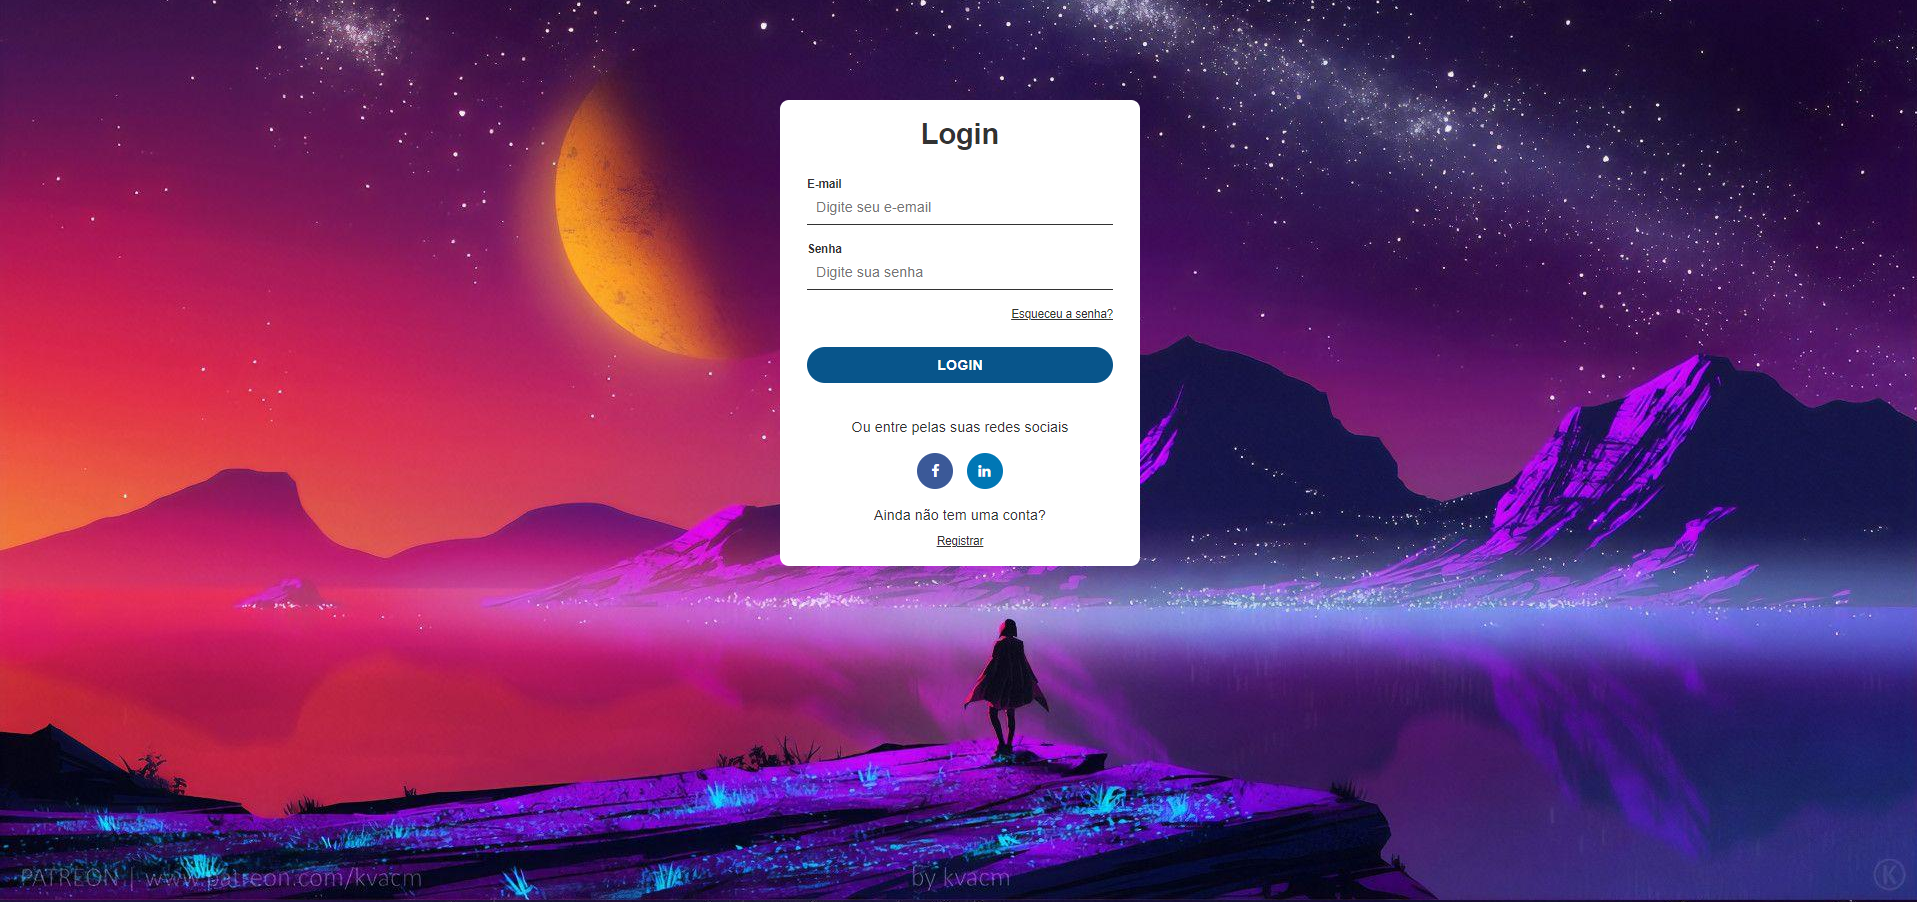 Login
E-mail
Digite seu e-email
Senha
Digite sua senha
Esqueceu a senha?
LOGIN
Ou entre pelas suas redes sociais
f
in
Ainda não tem uma conta?
Registrar
PATREON | www.patreon.com/kvacm
by kvacm
K